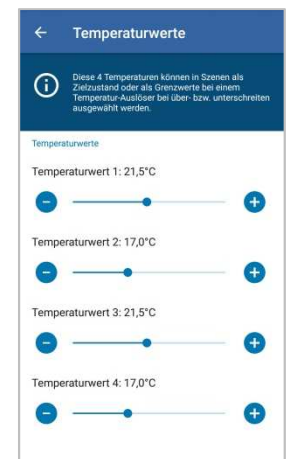 Temperaturwerte
Diese 4 Temperaturen können in Szenen als
Zielzustand oder als Grenzwerte bei einem
Temperatur-Auslöser bei über- bzw. unterschreiten
ausgewählt werden.
Temperaturwerte
Temperaturwert 1: 21,5°C
Temperaturwert 2: 17,0°C
Temperaturwert 3: 21,5°C
Temperaturwert 4: 17,0°C